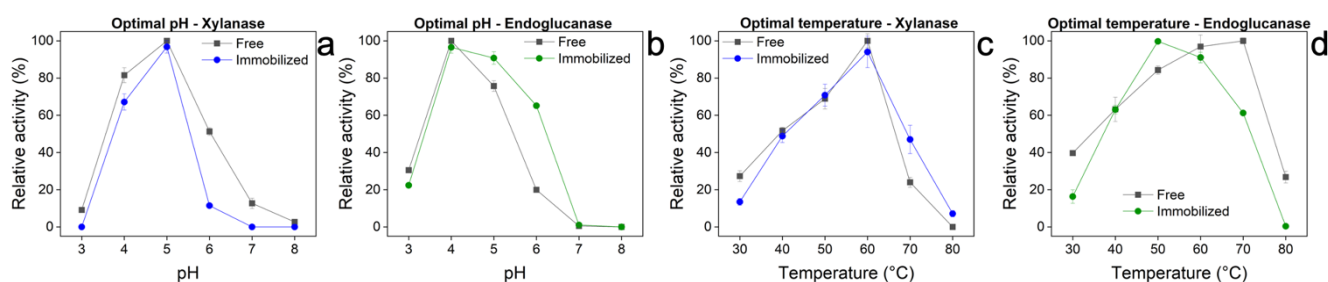 Optimal pH - Xylanase
a
Relative activity (%)
100
80
60
40
20
0
Free
Immobilized
3 4 5 6 7 8
pH
Optimal pH - Endoglucanase
b
Relative activity (%)
100
80
60
40
20
0
Free
Immobilized
3 4 5 6 7 8
pH
Optimal temperature - Xylanase
c
Relative activity (%)
100
80
60
40
20
0
Free
Immobilized
30 40 50 60 70 80
Temperature (°C)
Optimal temperature - Endoglucanase
d
Relative activity (%)
100
80
60
40
20
0
Free
Immobilized
30 40 50 60 70 80
Temperature (°C)